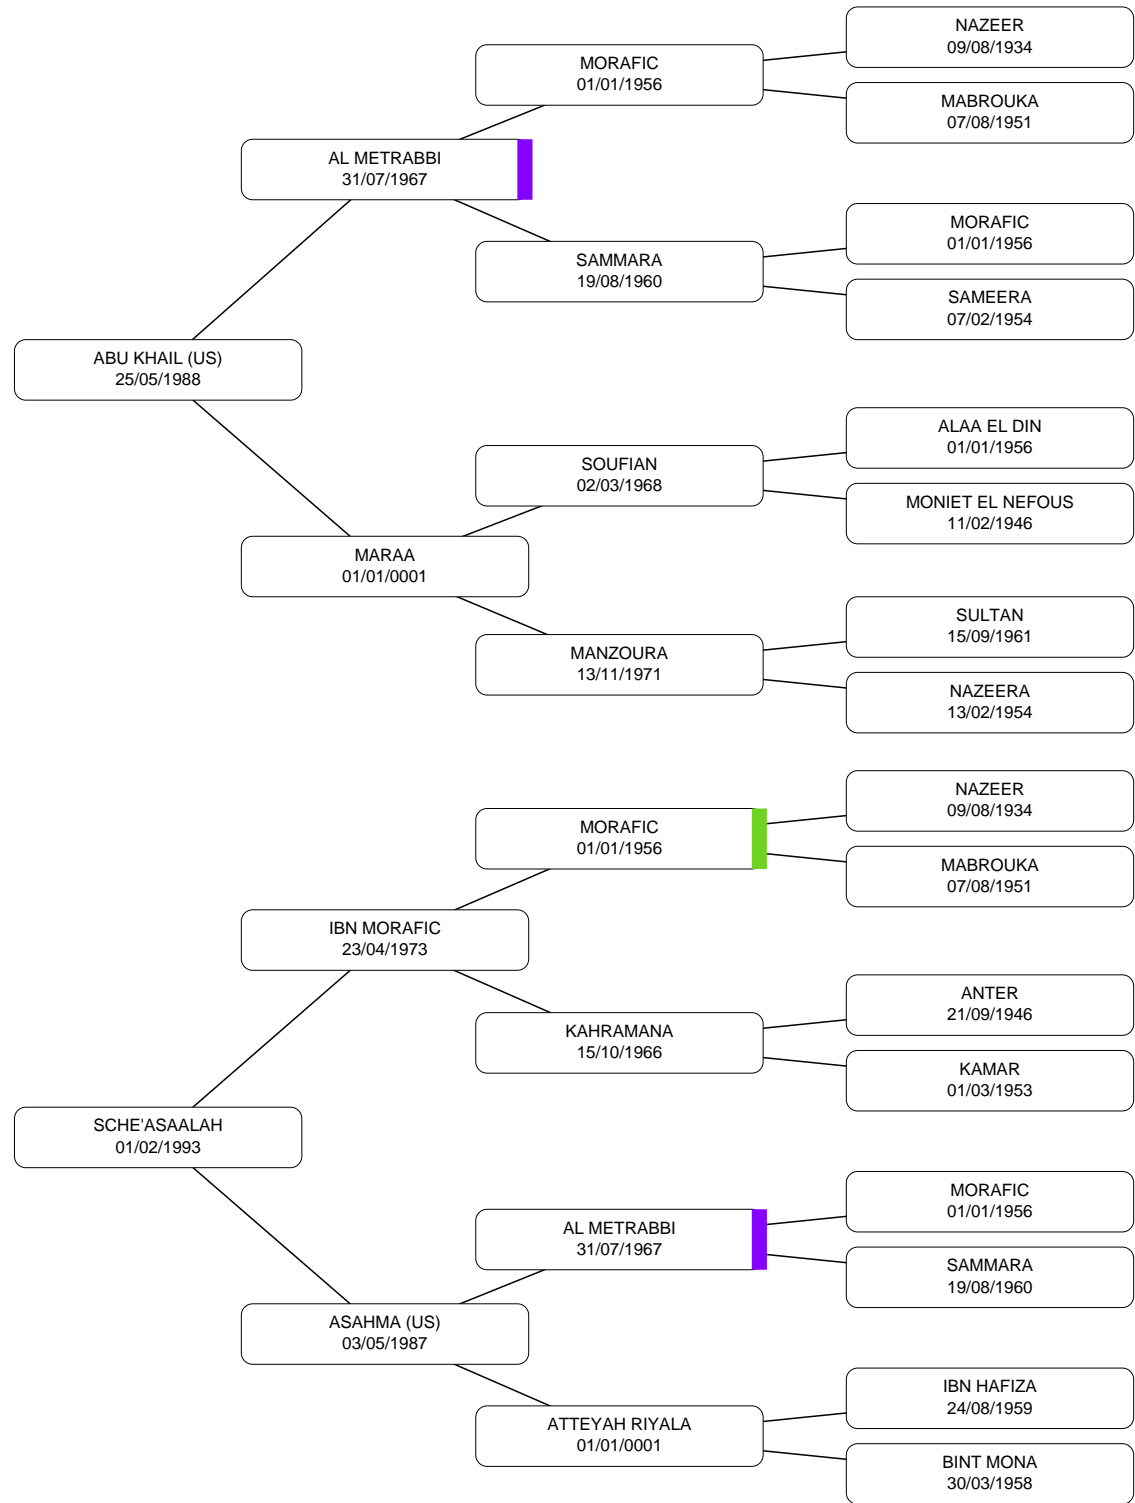 NAZEER
09/08/1934
MORAFIC
01/01/1956
MABROUKA
07/08/1951
AL METRABBI
31/07/1967
MORAFIC
01/01/1956
SAMMARA
19/08/1960
SAMEERA
07/02/1954
ABU KHAIL (US)
25/05/1988
ALAA EL DIN
01/01/1956
SOUFIAN
02/03/1968
MONIET EL NEFOUS
11/02/1946
MARAA
01/01/0001
SULTAN
15/09/1961
MANZOURA
13/11/1971
NAZEERA
13/02/1954
NAZEER
09/08/1934
MORAFIC
01/01/1956
MABROUKA
07/08/1951
IBN MORAFIC
23/04/1973
ANTER
21/09/1946
KAHRAMANA
15/10/1966
KAMAR
01/03/1953
SCHE'ASAALAH
01/02/1993
MORAFIC
01/01/1956
AL METRABBI
31/07/1967
SAMMARA
19/08/1960
ASAHMA (US)
03/05/1987
IBN HAFIZA
24/08/1959
ATTEYAH RIYALA
01/01/0001
BINT MONA
30/03/1958